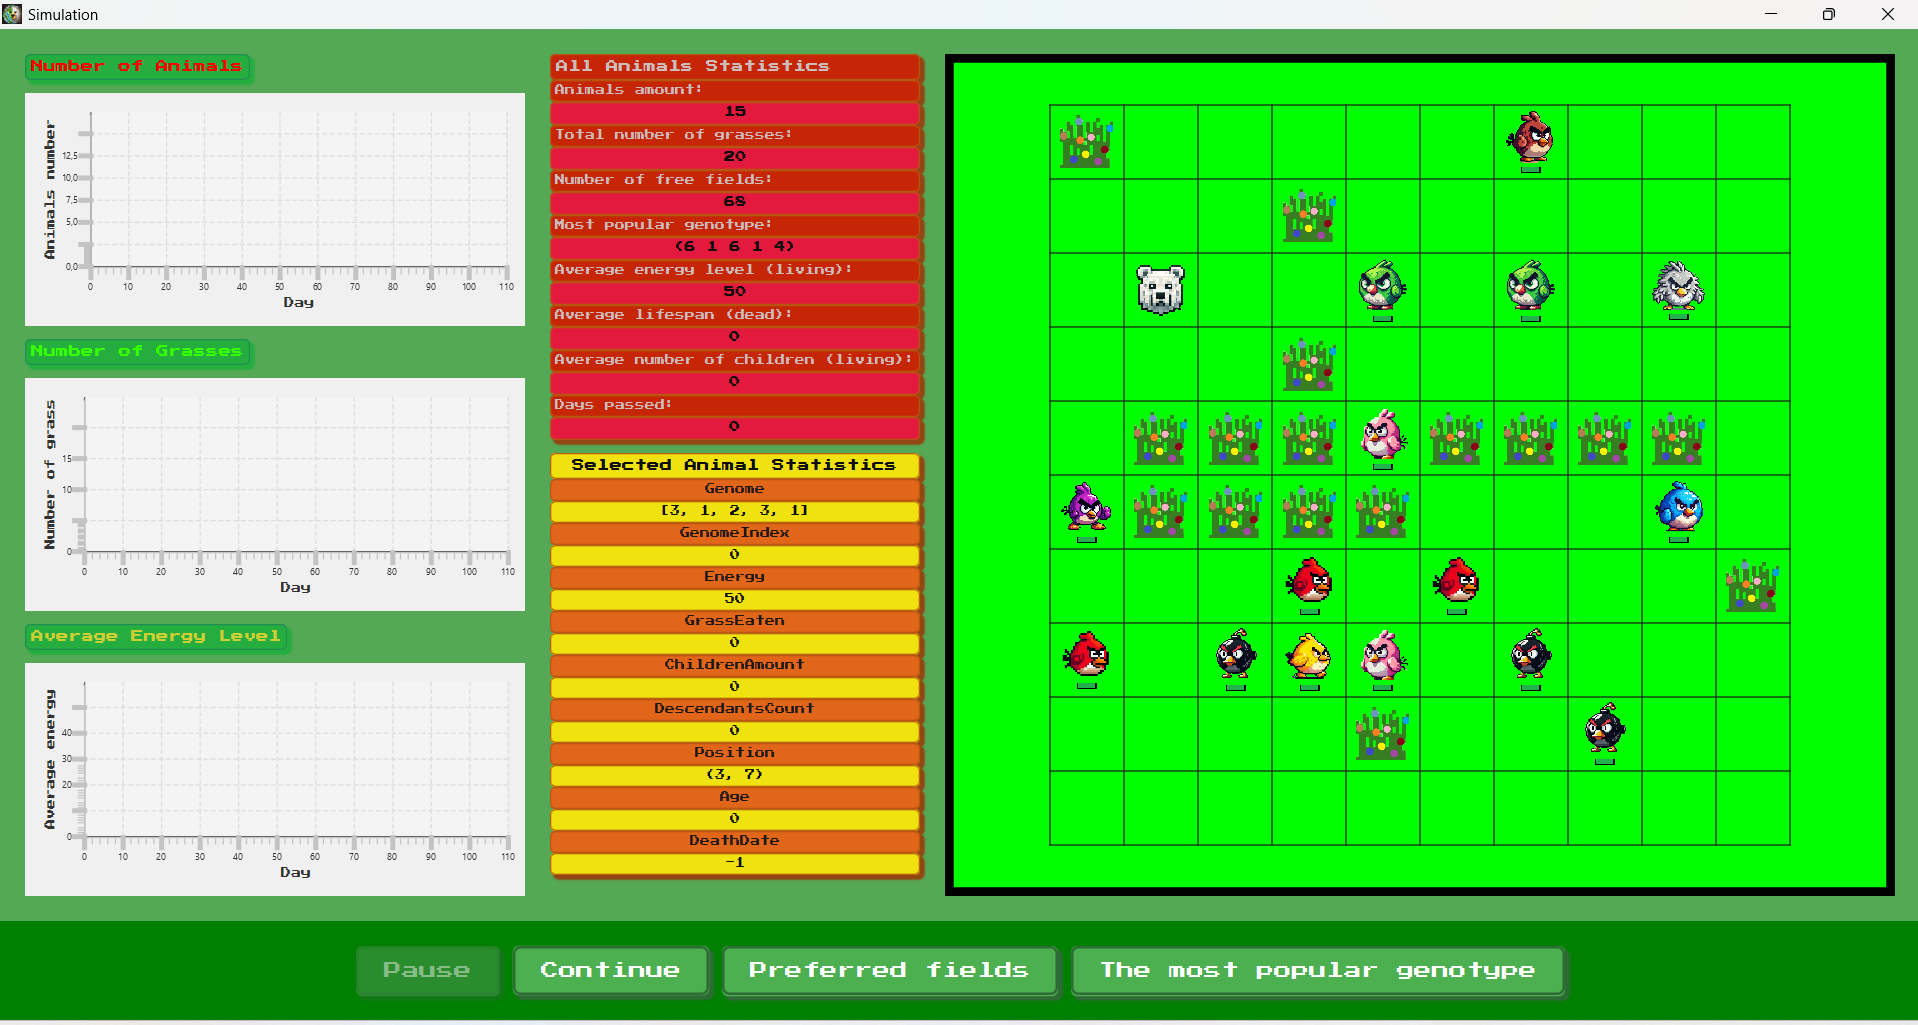 Simulation
Number of Animals
Animals number
12,5
10,0
7,5
5,0
0,0
0 10 20 30 40 50 60 70 80 90 100 110
Day
Number of Grasses
Number of grass
15
10
0
0 10 20 30 40 50 60 70 80 90 100 110
Day
Average Energy Level
Average energy
40
30
20
0
0 10 20 30 40 50 60 70 80 90 100 110
Day
All Animals Statistics
Animals amount:
15
Total number of grasses:
20
Number of free fields:
68
Most popular genotype:
(6 1 6 1 4)
Average energy level (living):
50
Average lifespan (dead):
0
Average number of children (living):
0
Days passed:
0
Selected Animal Statistics
Genome
[3, 1, 2, 3, 1]
GenomeIndex
0
Energy
50
GrassEaten
0
ChildrenAmount
0
DescendantsCount
0
Position
(3, 7)
Age
0
DeathDate
-1
Pause
Continue
Preferred fields
The most popular genotype